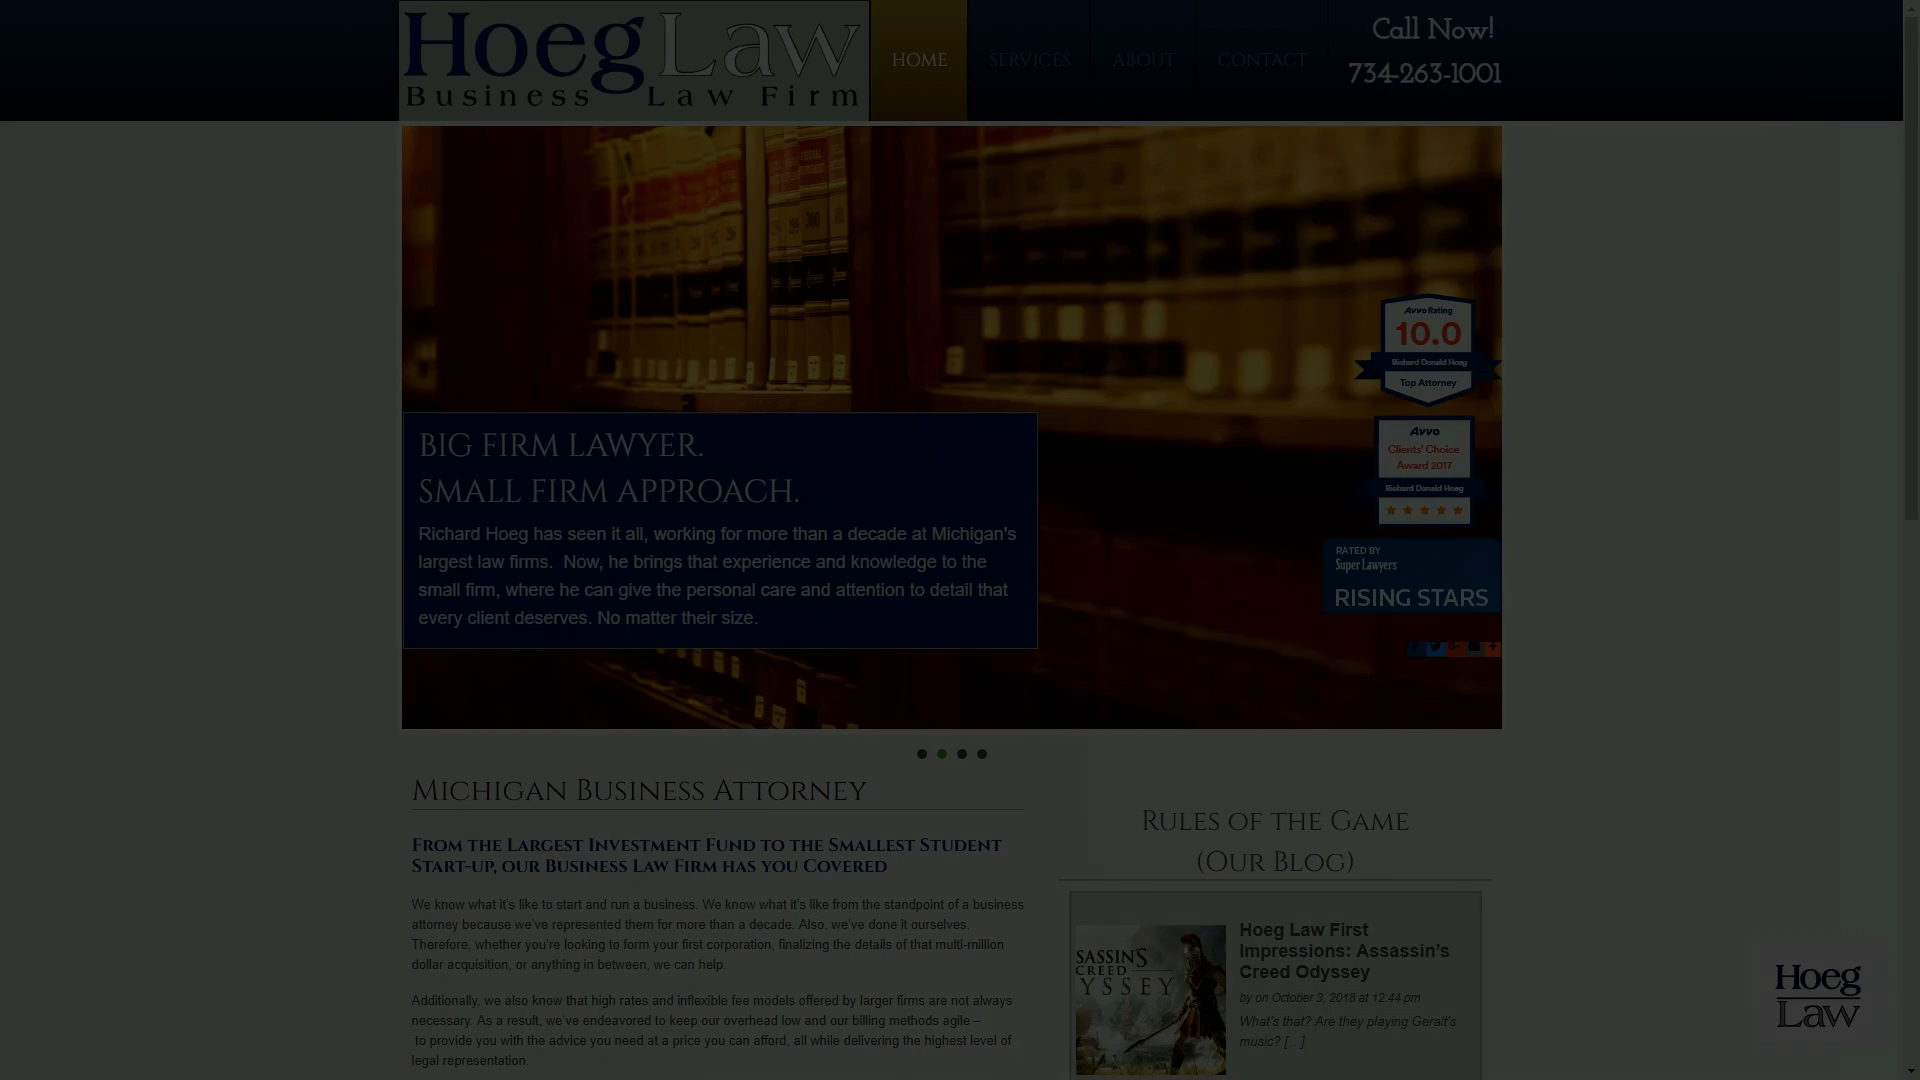 Hoeg Law
Business Law Firm
HOME
SERVICES
ABOUT
CONTACT
Call Now!
734-263-1001
300
Avvo Rating
10.0
Richard Donald Hoeg
Top Attorney
Avvo
Clients' Choice
Award 2017
Richard Donald Hoeg
RATED BY
Super Lawyers
RISING STARS
BIG FIRM LAWYER.
SMALL FIRM APPROACH.
Richard Hoeg has seen it all, working for more than a decade at Michigan's
largest law firms. Now, he brings that experience and knowledge to the
small firm, where he can give the personal care and attention to detail that
every client deserves. No matter their size.
Michigan Business Attorney
From the Largest Investment Fund to the Smallest Student
Start-up, our Business Law Firm has you Covered
We know what it's like to start and run a business. We know what it's like from the standpoint of a business
attorney because we've represented them for more than a decade. Also, we've done it ourselves.
Therefore, whether you're looking to form your first corporation, finalizing the details of that multi-million
dollar acquisition, or anything in between, we can help.
Additionally, we also know that high rates and inflexible fee models offered by larger firms are not always
necessary. As a result, we've endeavored to keep our overhead low and our billing methods agile –
to provide you with the advice you need at a price you can afford, all while delivering the highest level of
legal representation.
Rules of the Game
(Our Blog)
SASSIN'S
CREED
YSSEY
Hoeg Law First
Impressions: Assassin's
Creed Odyssey
by on October 3, 2018 at 12:44 pm
What's that? Are they playing Geralt's
music? [...]
Hoeg
Law